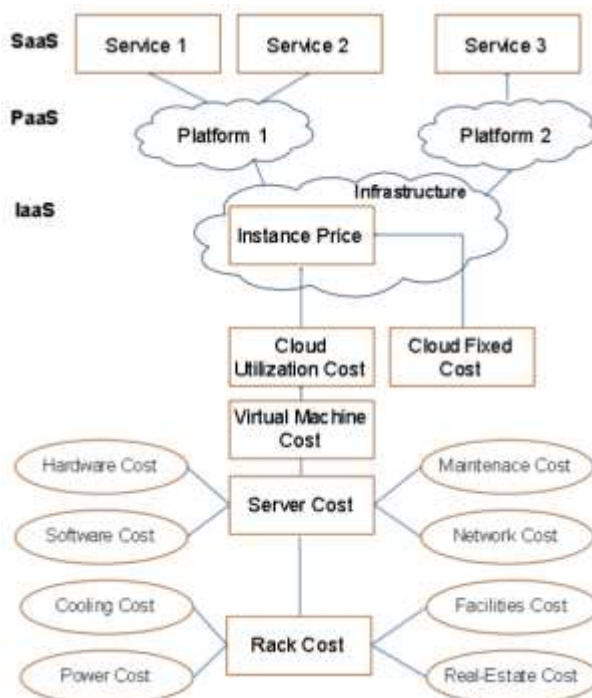 SaaS
Service 1
Service 2
Service 3
PaaS
Platform 1
Platform 2
IaaS
Infrastructure
Instance Price
Cloud
Utilization Cost
Cloud Fixed
Cost
Virtual Machine
Cost
Hardware Cost
Maintenace Cost
Server Cost
Software Cost
Network Cost
Cooling Cost
Facilities Cost
Rack Cost
Power Cost
Real-Estate Cost